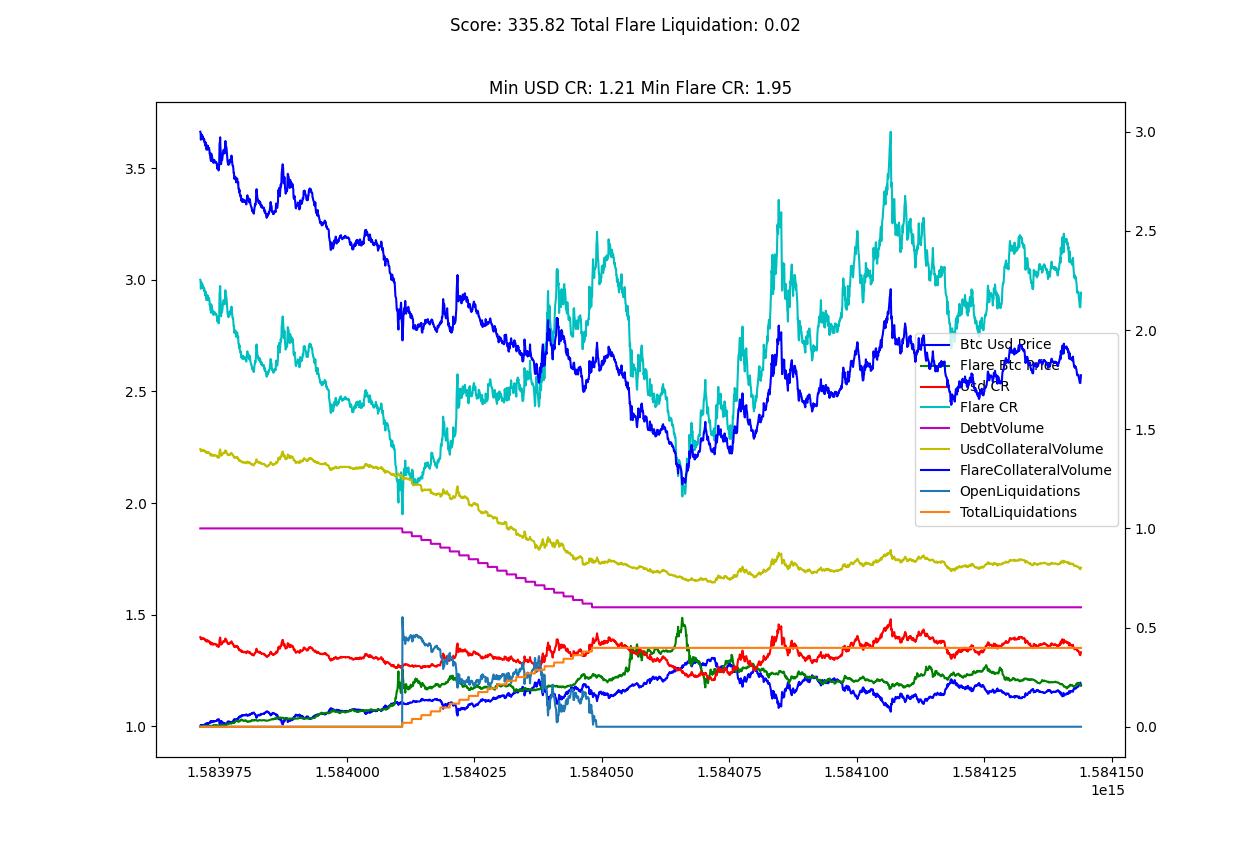 Score: 335.82 Total Flare Liquidation: 0.02
Min USD CR: 1.21 Min Flare CR: 1.95
3.5
3.0
2.5
2.0
1.5
1.0
3.0
2.5
2.0
1.5
1.0
0.5
0.0
Btc Usd Price
Flare Btc Price
Usd CR
Flare CR
DebtVolume
UsdCollateralVolume
FlareCollateralVolume
OpenLiquidations
TotalLiquidations
1.583975 1.584000 1.584025 1.584050 1.584075 1.584100 1.584125 1.584150
1e15